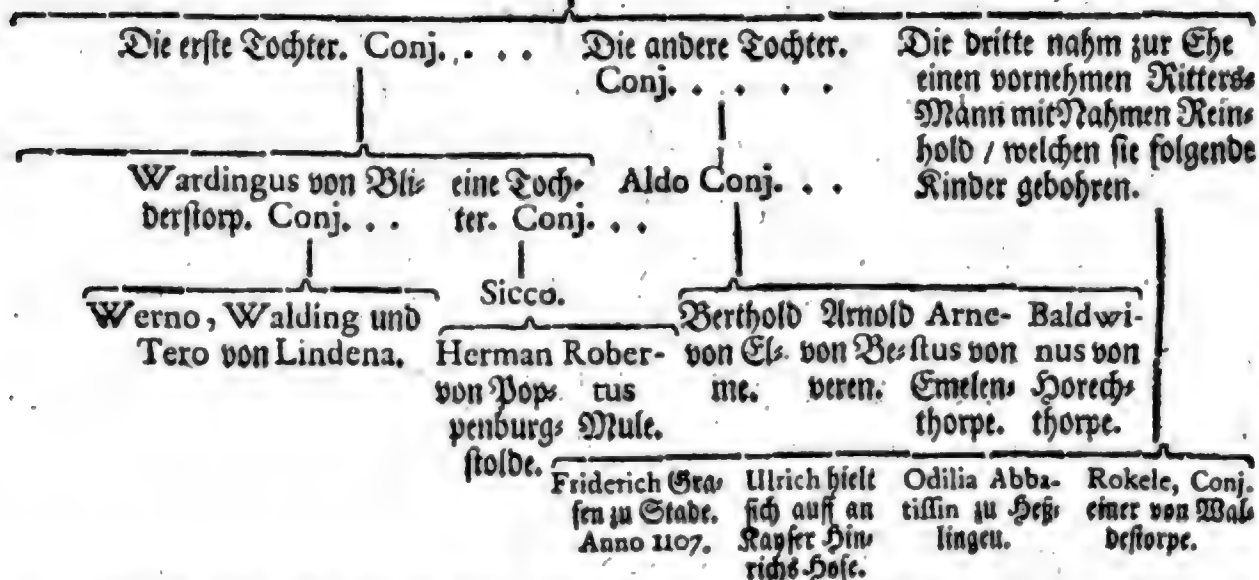 Die erste Tochter. Conj. . . .
Die andere Tochter.
Conj. . . . .
Die dritte nahm zur Ehe
einen vornehmen Ritters-
Mann mit Nahmen Rein-
hold / welchen sie folgende
Kinder gebohren.
Wardingus von Bli-
derstorp. Conj. . .
eine Toch-
ter. Conj. . .
Aldo Conj. . .
Werno, Walding und
Tero von Lindena.
Sicco.
Herman
von Pop-
penburg-
stolde.
Rober-
tus
Mule.
Berthold
von El-
me.
Arnold
von Be-
veren.
Arne-
stus von
Emelen-
thorpe.
Baldwi-
nus von
Horech-
thorpe.
Friderich Gra-
fen zu Stade.
Anno 1107.
Ulrich hielt
sich auff an
Kayser Hin-
richs Hofe.
Odilia Abba-
tissin zu Heß-
lingen.
Rokele, Conj.
einer von Wal-
destorpe.